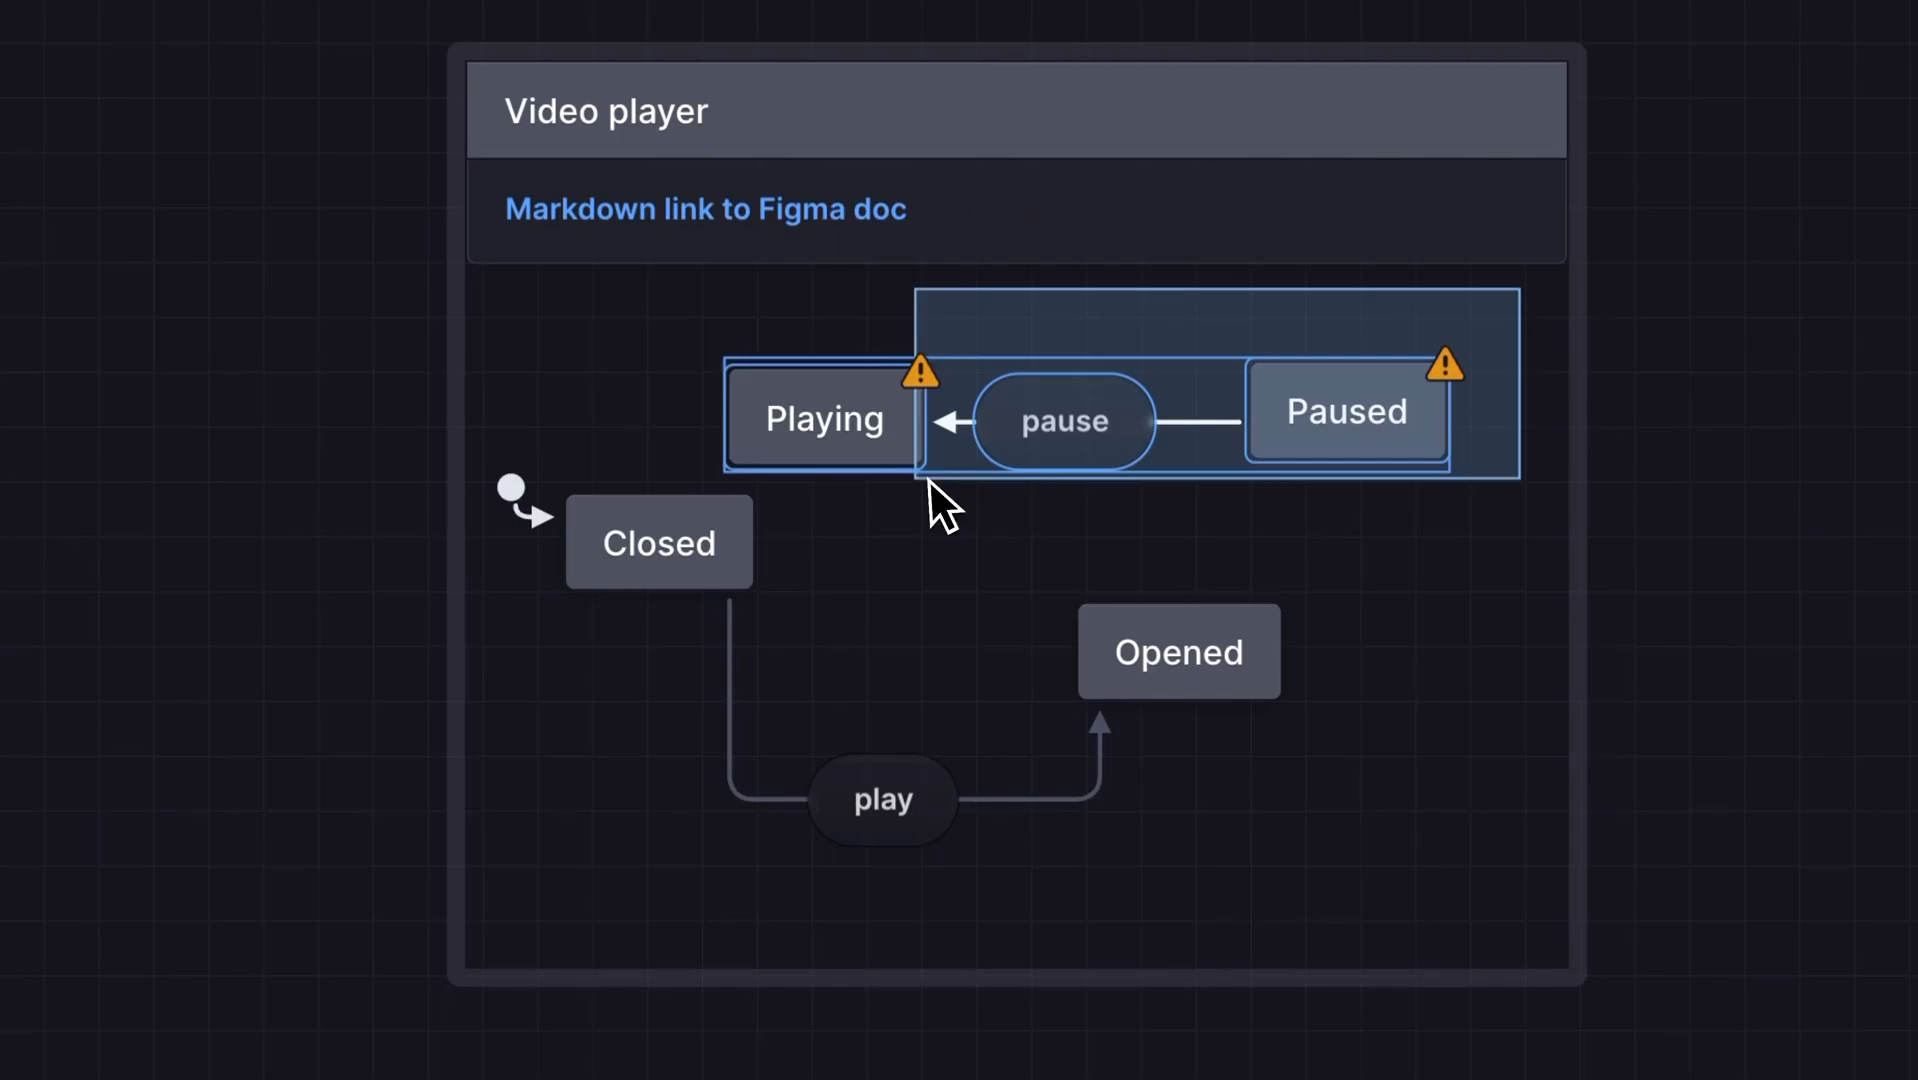 Video player
Markdown link to Figma doc
Playing
pause
Paused
Closed
Opened
play